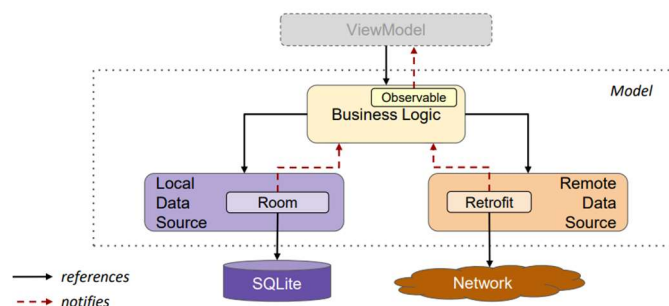 ViewModel
Observable
Model
Business Logic
Local
Data
Source
Room
Retrofit
Remote
Data
Source
references
notifies
SQLite
Network